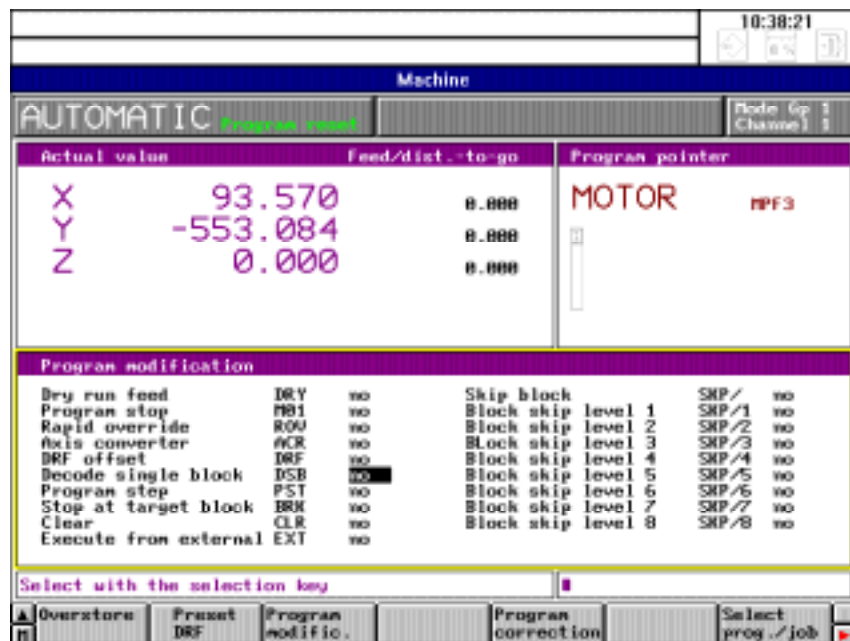 10:38:21
Machine
AUTOMATIC Program reset Mode Gp 1
Channel 1
Actual value Feed/dist.-to-go Program pointer
X 93.570 0.000 MOTOR MPF3
Y -553.084 0.000
Z 0.000 0.000
Program modification
Dry run feed DRY no Skip block SKP/ no
Program stop M01 no Block skip level 1 SKP/1 no
Rapid override ROV no Block skip level 2 SKP/2 no
Axis converter ACR no BLock skip level 3 SKP/3 no
DRF offset DRF no Block skip level 4 SKP/4 no
Decode single block DSB no Block skip level 5 SKP/5 no
Program step PST no Block skip level 6 SKP/6 no
Stop at target block BRK no Block skip level 7 SKP/7 no
Clear CLR no Block skip level 8 SKP/8 no
Execute from external EXT no
Select with the selection key
Overstore Preset
DRF Program
modific. Program
correction Select
prog./job
M